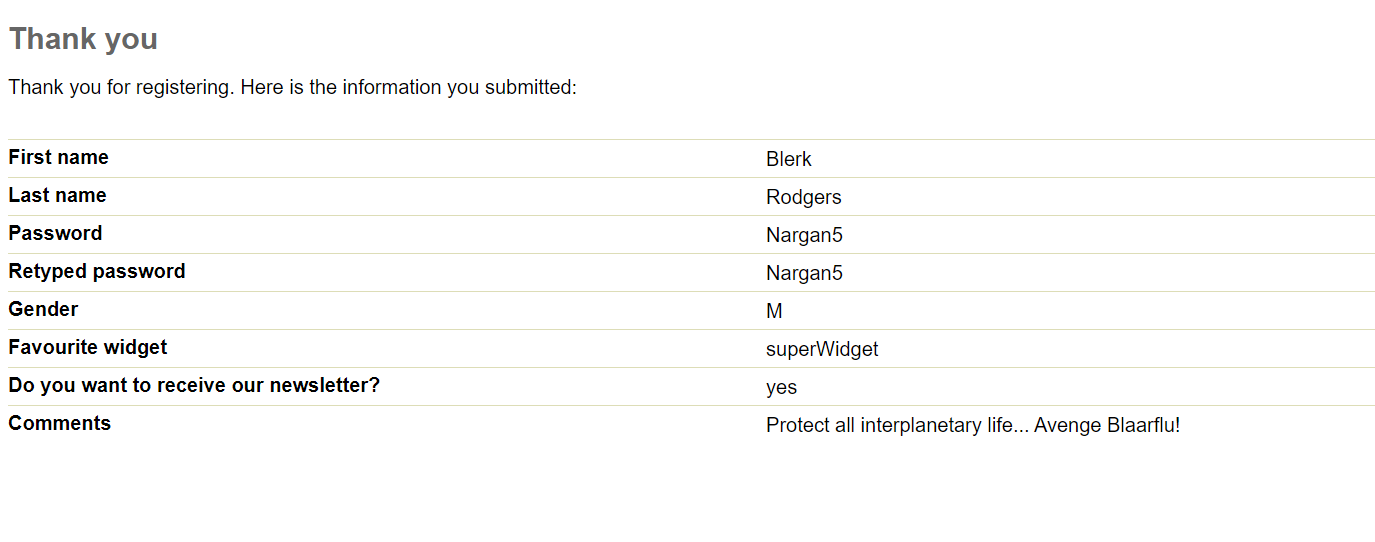 Thank you
Thank you for registering. Here is the information you submitted:
First name Blerk
Last name Rodgers
Password Nargan5
Retyped password Nargan5
Gender M
Favourite widget superWidget
Do you want to receive our newsletter? yes
Comments Protect all interplanetary life... Avenge Blaarflu!